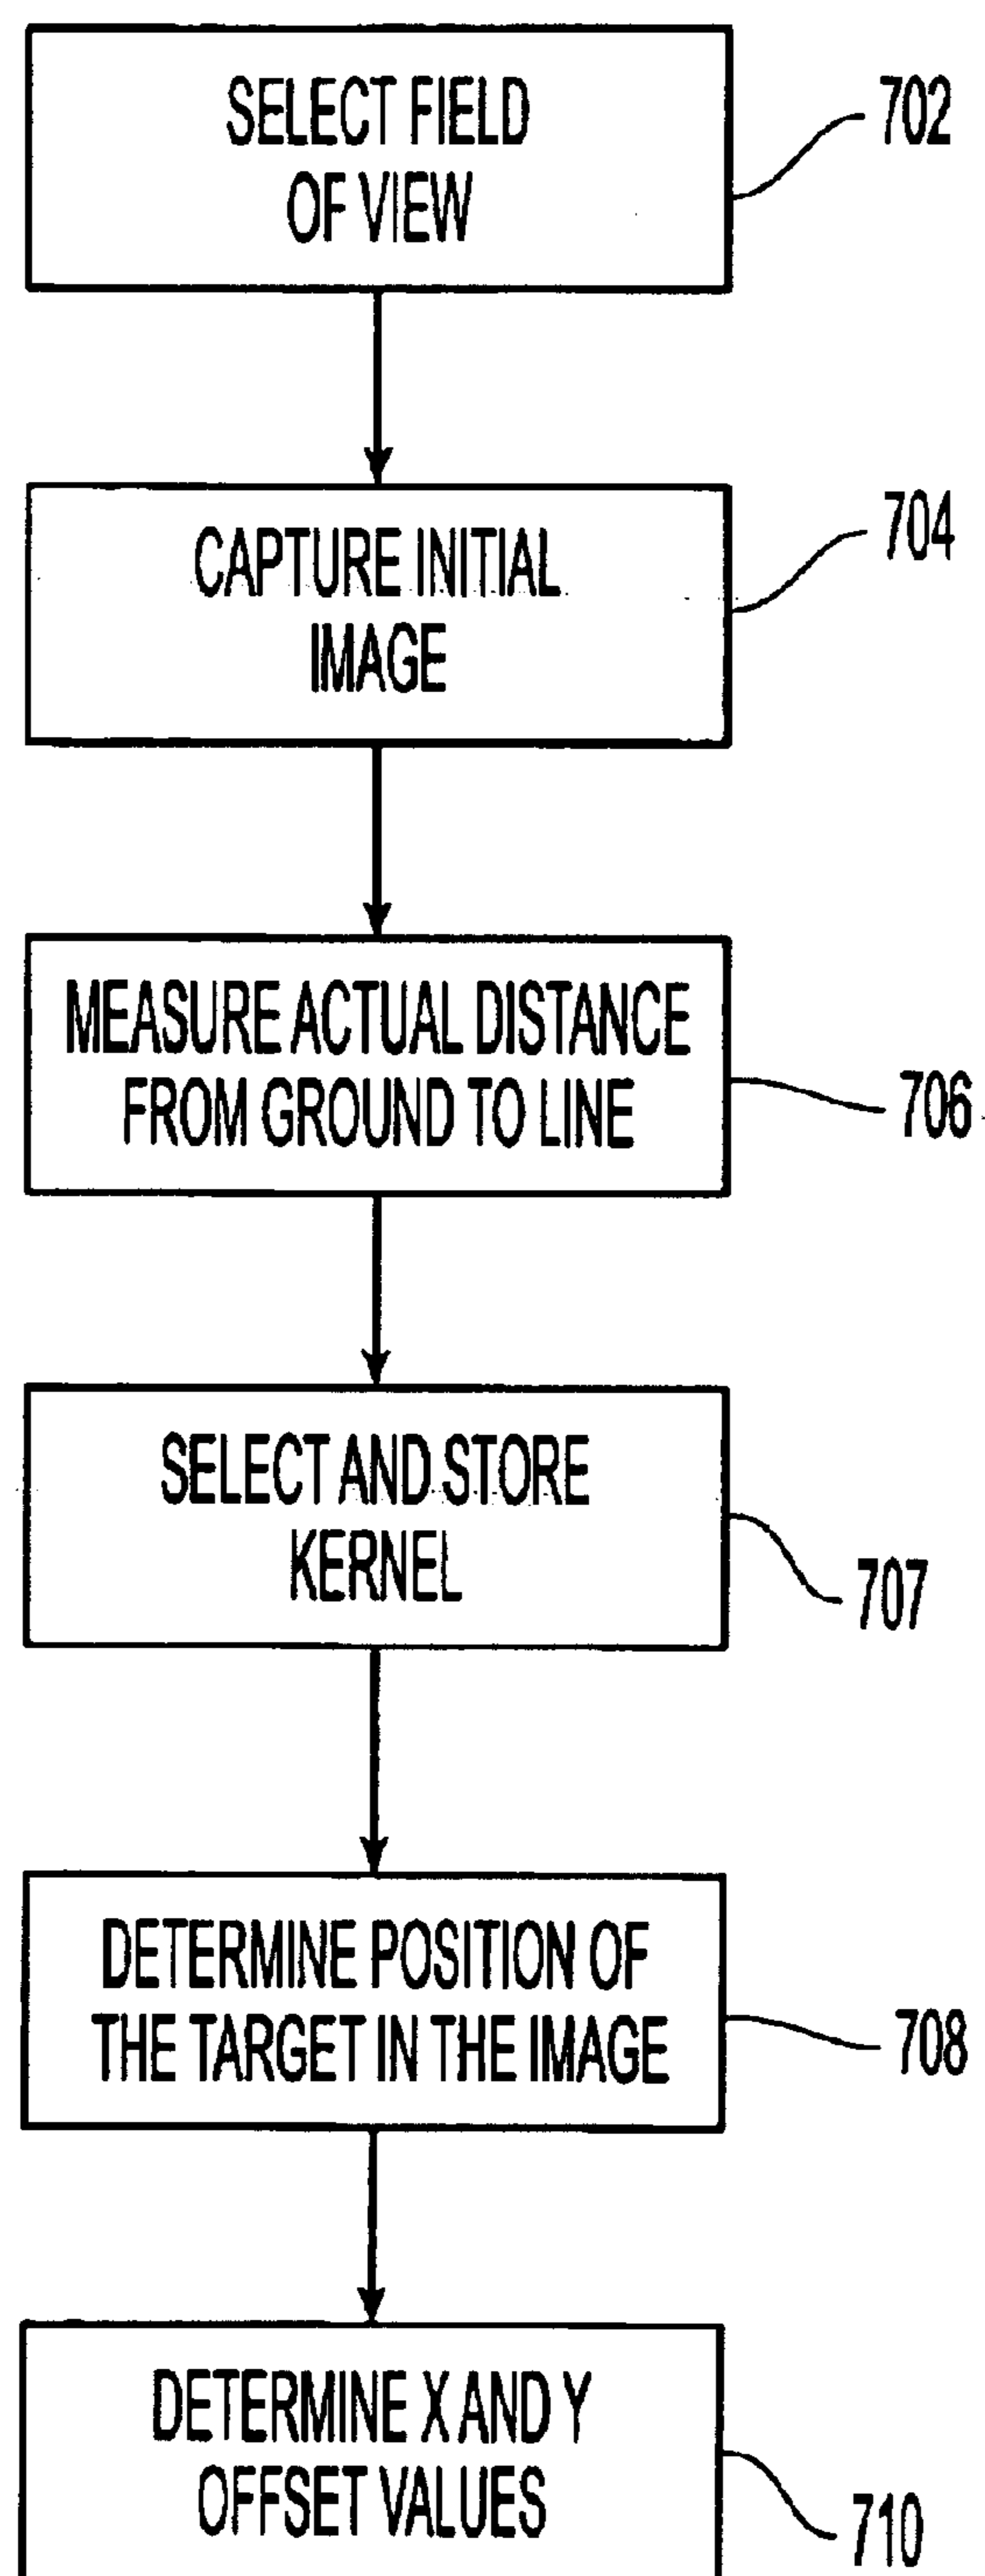 SELECT FIELD
OF VIEW
702
CAPTURE INITIAL
IMAGE
704
MEASURE ACTUAL DISTANCE
FROM GROUND TO LINE
706
SELECT AND STORE
KERNEL
707
DETERMINE POSITION OF
THE TARGET IN THE IMAGE
708
DETERMINE X AND Y
OFFSET VALUES
710